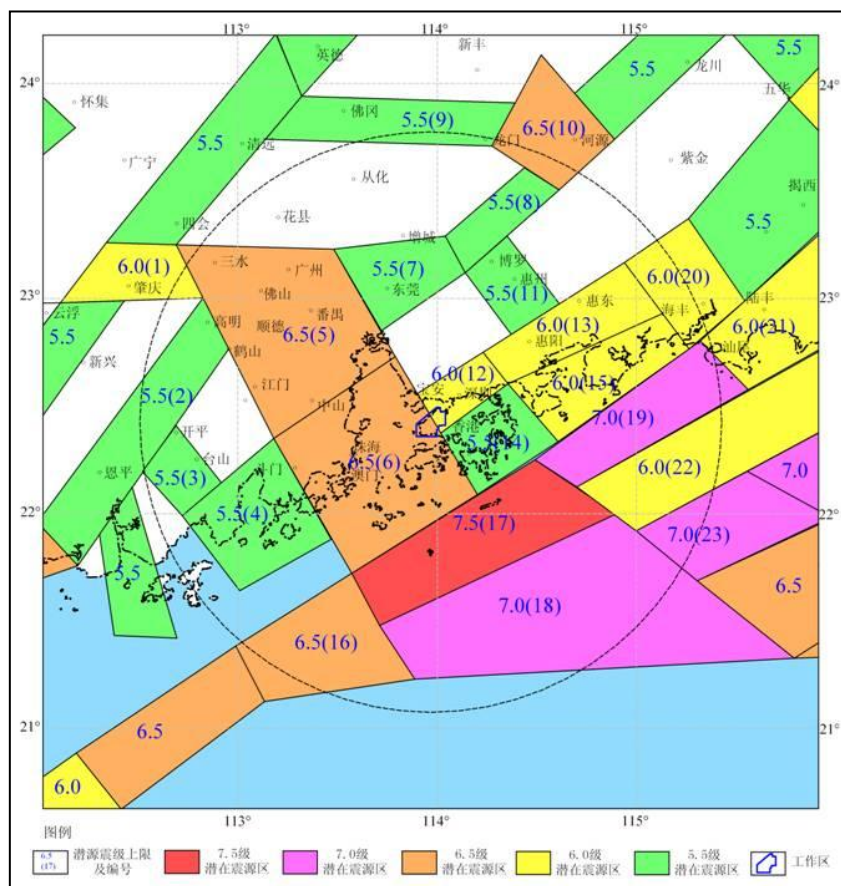 113° 114° 115°
新丰
英德
5.5
龙川
5.5
24°
24°
五华
怀集
佛冈
5.5(9)
5.5
清远
龙门
6.5(10)
河源
广宁
从化
紫金
揭西
5.5(8)
四会
花县
增城
5.5
6.0(1)
三水
广州
5.5(7)
博罗
惠州
6.0(20)
肇庆
佛山
东莞
5.5(11)
惠东
23°
23°
云浮
高明
顺德
番禺
6.0(13)
海丰
陆丰
5.5
6.5(5)
惠阳
6.0(21)
汕尾
新兴
鹤山
6.0(12)
6.0(15)
5.5(2)
江门
中山
宝安
深圳
7.0(19)
开平
香港
5.5(14)
台山
珠海
恩平
5.5(3)
斗门
6.5(6)
6.0(22)
7.0
澳门
22°
22°
5.5(4)
7.5(17)
7.0(23)
5.5
6.5
7.0(18)
6.5(16)
21°
21°
6.5
6.0
113° 114° 115°
图例
6.5
(17)
潜源震级上限
及编号
7.5级
潜在震源区
7.0级
潜在震源区
6.5级
潜在震源区
6.0级
潜在震源区
5.5级
潜在震源区
工作区